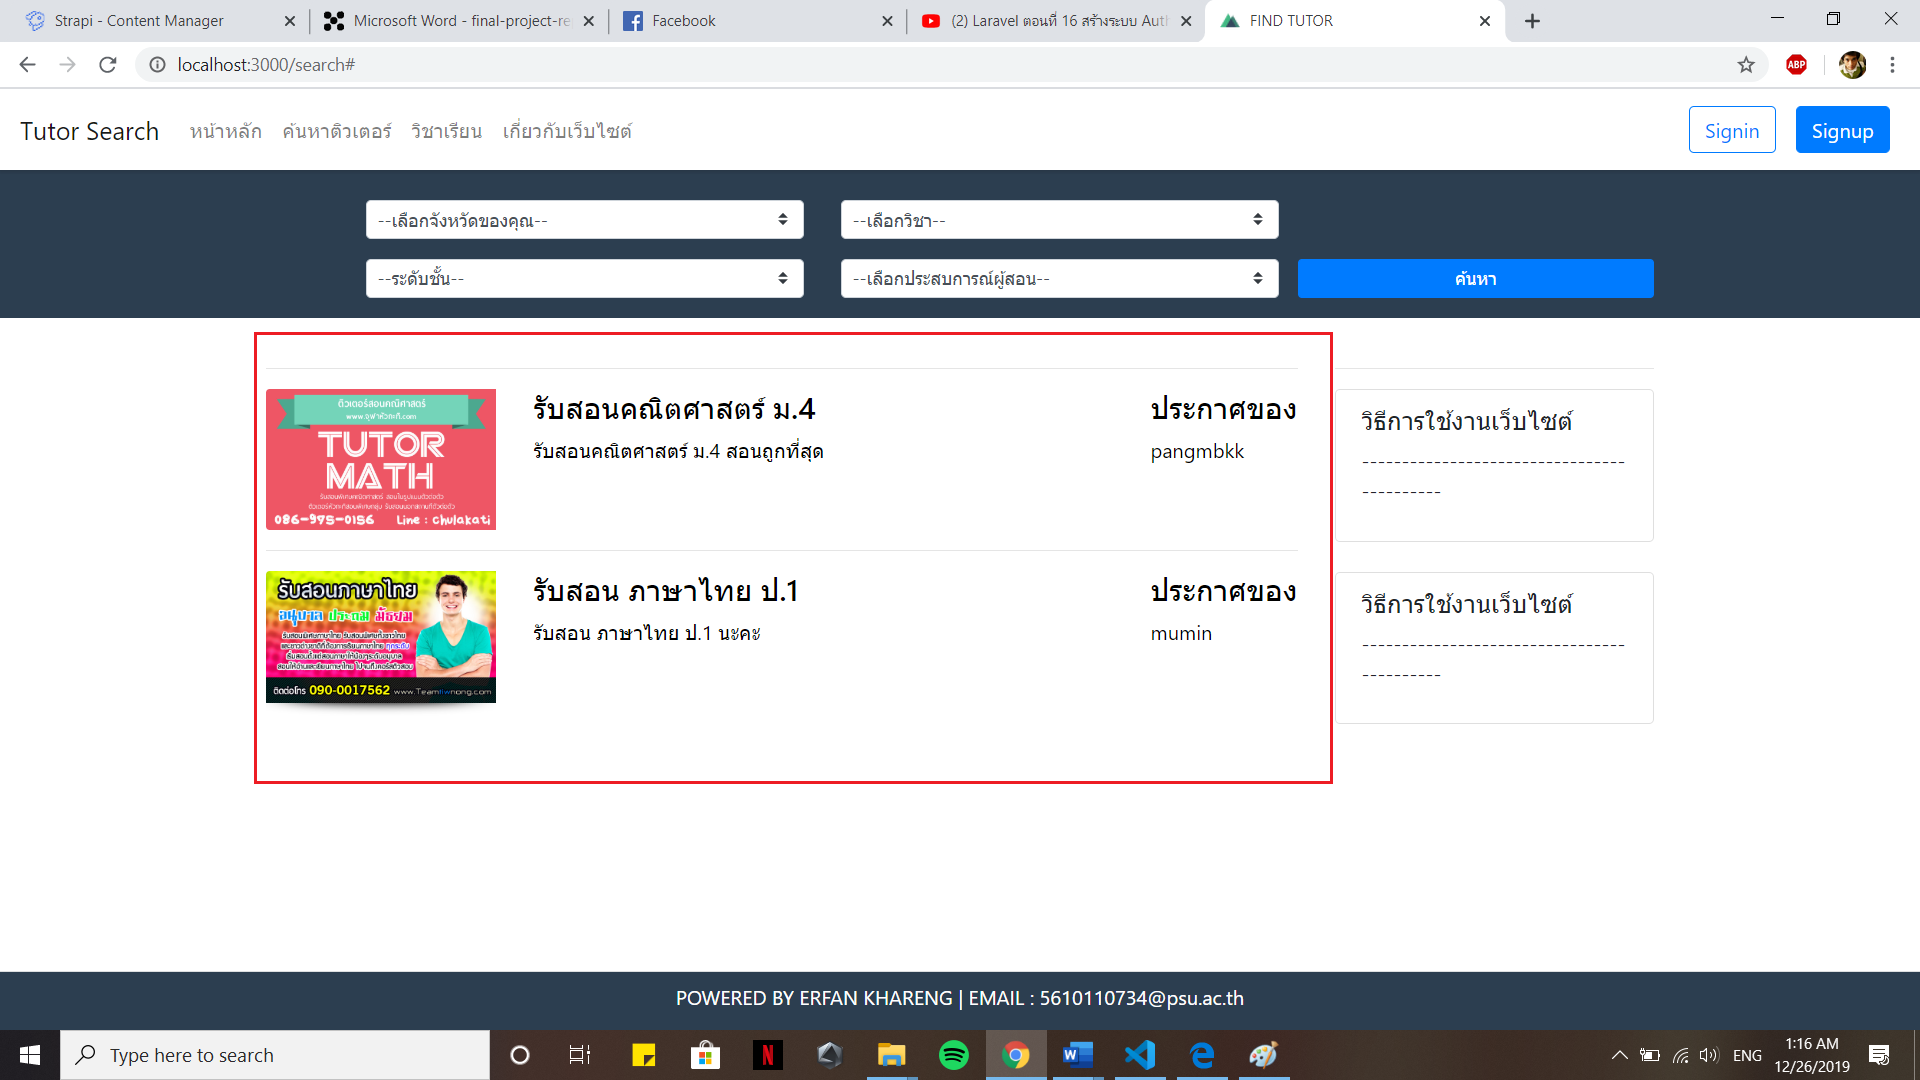 Strapi - Content Manager
Microsoft Word - final-project-re
Facebook
(2) Laravel ตอนที่ 16 สร้างระบบ Auth
FIND TUTOR
localhost:3000/search#
ABP
Tutor Search
หน้าหลัก
ค้นหาติวเตอร์
วิชาเรียน
เกี่ยวกับเว็บไซต์
Signin
Signup
--เลือกจังหวัดของคุณ--
--เลือกวิชา--
--ระดับชั้น--
--เลือกประสบการณ์ผู้สอน--
ค้นหา
ติวเตอร์สอนคณิตศาสตร์
www.จุฬาหัวกะทิ.com
TUTOR
MATH
086-975-0156 Line : chulakati
รับสอนคณิตศาสตร์ ม.4
รับสอนคณิตศาสตร์ ม.4 สอนถูกที่สุด
ประกาศของ
pangmbkk
วิธีการใช้งานเว็บไซต์
---------------------------------
----------
รับสอนภาษาไทย
อนุบาล ประถม มัธยม
ติดต่อโทร 090-0017562 www.Teamtiwnong.com
รับสอน ภาษาไทย ป.1
รับสอน ภาษาไทย ป.1 นะคะ
ประกาศของ
mumin
วิธีการใช้งานเว็บไซต์
---------------------------------
----------
POWERED BY ERFAN KHARENG | EMAIL : 5610110734@psu.ac.th
Type here to search
ENG
1:16 AM
12/26/2019